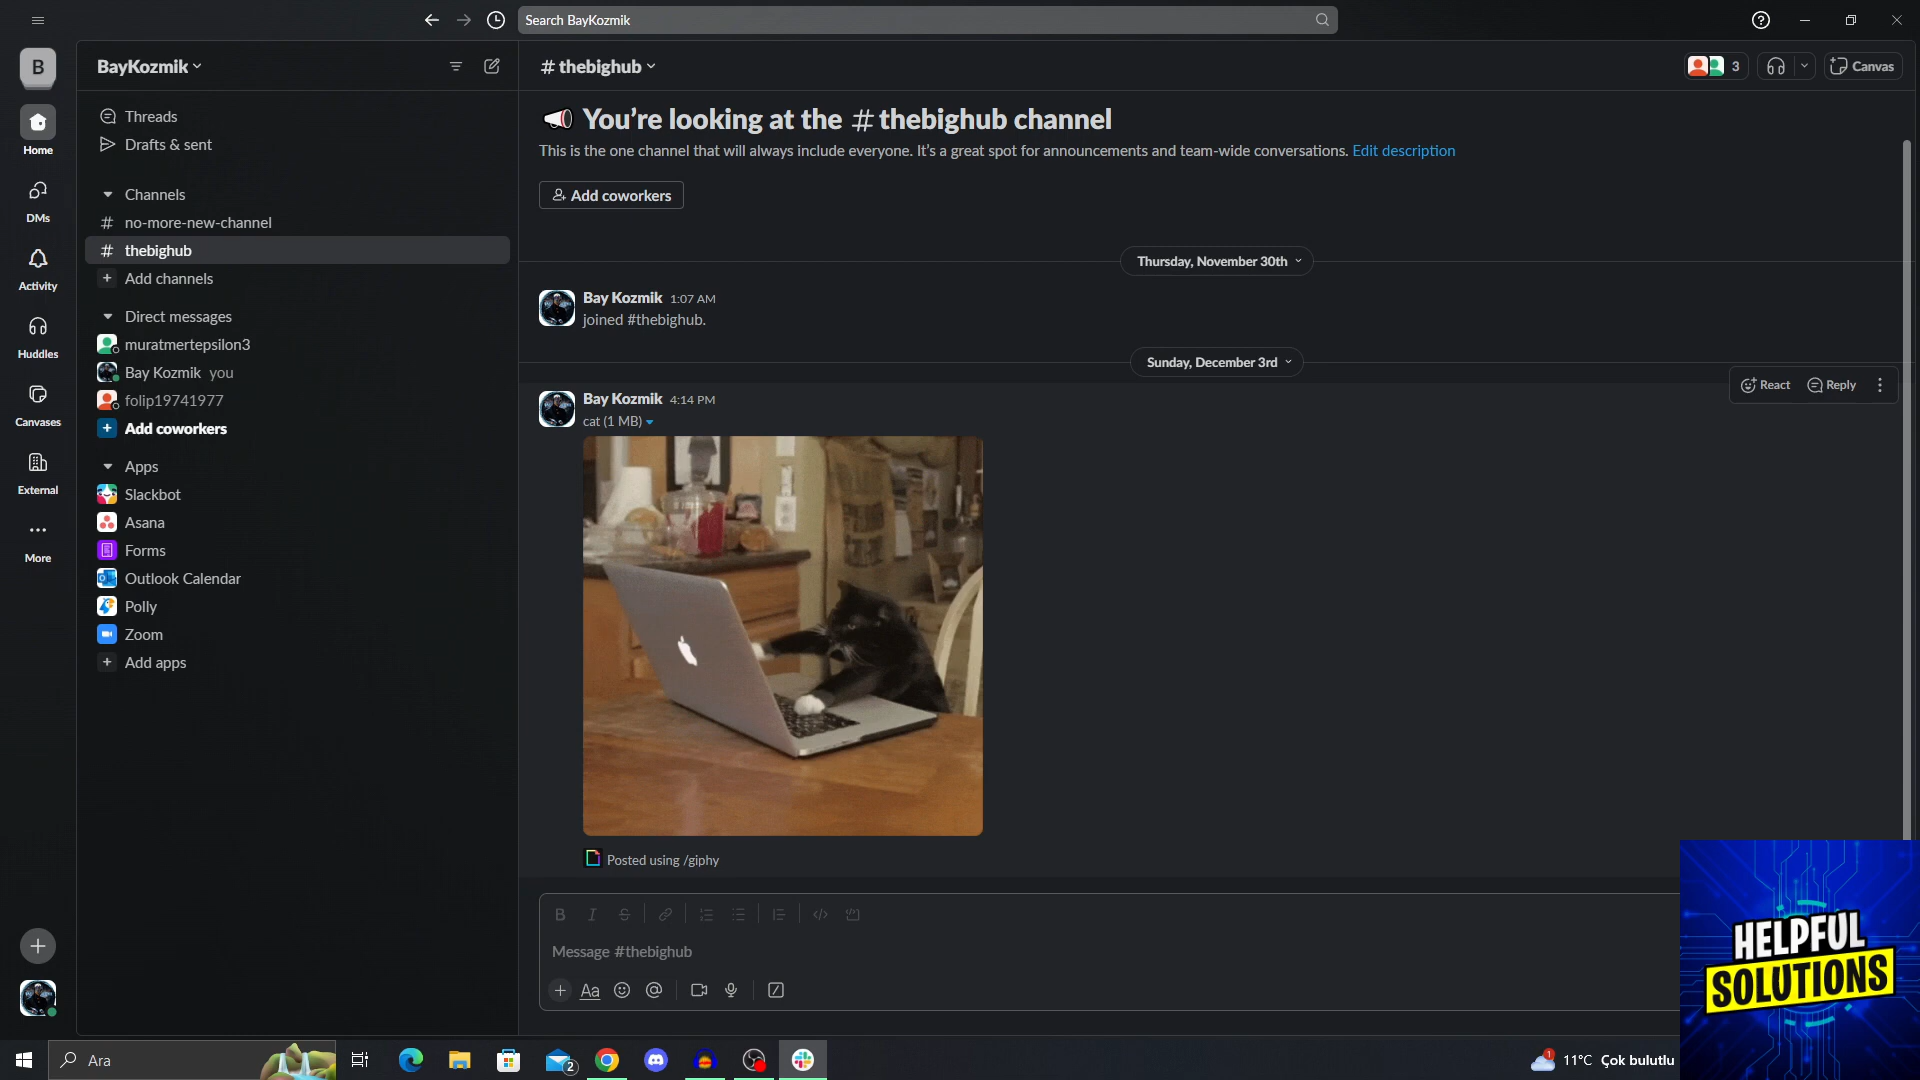 Search BayKozmik
B
BayKozmik
# thebighub
3
Canvas
Home
DMs
Activity
Huddles
Canvases
External
More
Threads
Drafts & sent
Channels
# no-more-new-channel
# thebighub
+ Add channels
Direct messages
muratmertepsilon3
Bay Kozmik you
folip19741977
+ Add coworkers
Apps
Slackbot
Asana
Forms
Outlook Calendar
Polly
Zoom
+ Add apps
You’re looking at the # thebighub channel
This is the one channel that will always include everyone. It’s a great spot for announcements and team-wide conversations. Edit description
Add coworkers
Thursday, November 30th
Bay Kozmik 1:07 AM
joined #thebighub.
Sunday, December 3rd
React Reply
Bay Kozmik 4:14 PM
cat (1 MB)
Posted using /giphy
B I S
Message #thebighub
+ Aa @
HELPFUL
SOLUTIONS
Ara
2
1
11°C Çok bulutlu